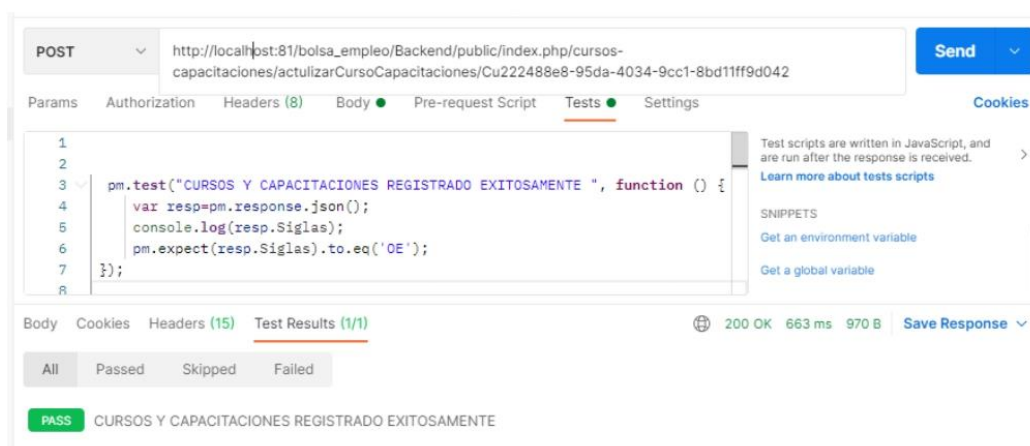 POST
http://localhost:81/bolsa_empleo/Backend/public/index.php/cursos-
capacitaciones/actulizarCursoCapacitaciones/Cu222488e8-95da-4034-9cc1-8bd11ff9d042
Send
Params Authorization Headers (8) Body Pre-request Script Tests Settings Cookies
1
2
3 pm.test("CURSOS Y CAPACITACIONES REGISTRADO EXITOSAMENTE ", function () {
4 var resp=pm.response.json();
5 console.log(resp.Siglas);
6 pm.expect(resp.Siglas).to.eq('OE');
7 });
8
Test scripts are written in JavaScript, and
are run after the response is received.
Learn more about tests scripts
SNIPPETS
Get an environment variable
Get a global variable
Body Cookies Headers (15) Test Results (1/1) 200 OK 663 ms 970 B Save Response
All Passed Skipped Failed
PASS CURSOS Y CAPACITACIONES REGISTRADO EXITOSAMENTE